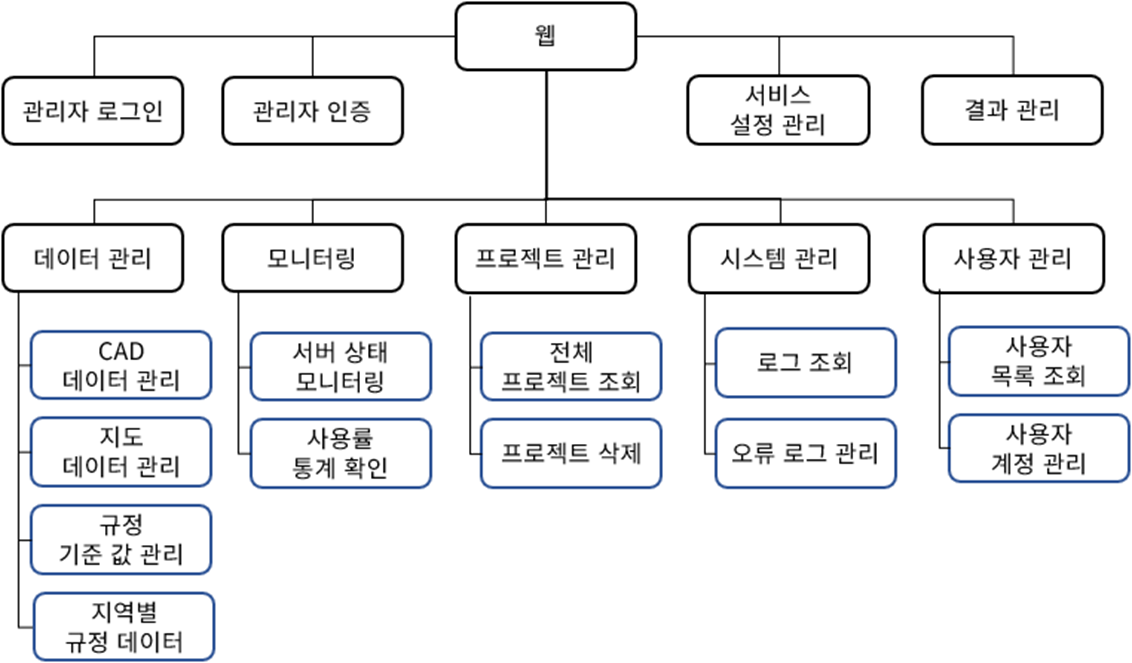 웹
관리자 로그인
관리자 인증
서비스
설정 관리
결과 관리
데이터 관리
모니터링
프로젝트 관리
시스템 관리
사용자 관리
CAD
데이터 관리
지도
데이터 관리
규정
기준 값 관리
지역별
규정 데이터
서버 상태
모니터링
사용률
통계 확인
전체
프로젝트 조회
프로젝트 삭제
로그 조회
오류 로그 관리
사용자
목록 조회
사용자
계정 관리